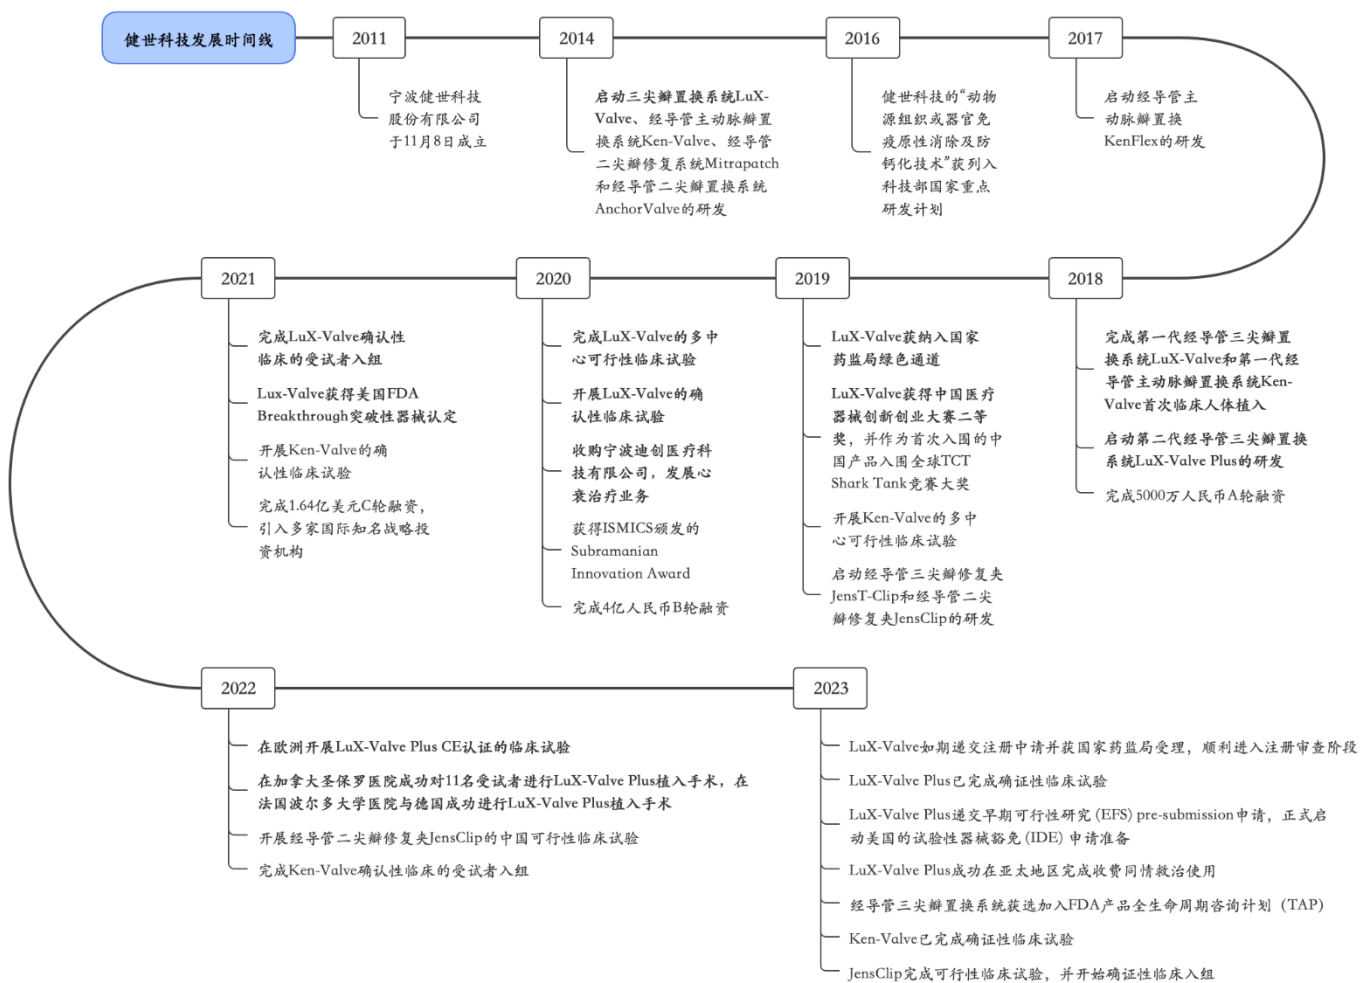 健世科技发展时间线
2011
宁波健世科技
股份有限公司
于11月8日成立
2014
启动三尖瓣置换系统LuX-
Valve、经导管主动脉瓣置
换系统Ken-Valve、经导管
二尖瓣修复系统Mitrapatch
和经导管二尖瓣置换系统
AnchorValve的研发
2016
健世科技的“动物
源组织或器官免
疫原性消除及防
钙化技术”获列入
科技部国家重点
研发计划
2017
启动经导管主
动脉瓣置换
KenFlex的研发
2018
完成第一代经导管三尖瓣置
换系统LuX-Valve和第一代经
导管主动脉瓣置换系统Ken-
Valve首次临床人体植入
启动第二代经导管三尖瓣置换
系统LuX-Valve Plus的研发
完成5000万人民币A轮融资
2019
LuX-Valve获纳入国家
药监局绿色通道
LuX-Valve获得中国医疗
器械创新创业大赛二等
奖，并作为首次入围的中
国产品入围全球TCT
Shark Tank竞赛大奖
开展Ken-Valve的多中
心可行性临床试验
启动经导管三尖瓣修复夹
JensT-Clip和经导管二尖
瓣修复夹JensClip的研发
2020
完成LuX-Valve的多中
心可行性临床试验
开展LuX-Valve的确
认性临床试验
收购宁波迪创医疗科
技有限公司，发展心
衰治疗业务
获得ISMICS颁发的
Subramanian
Innovation Award
完成4亿人民币B轮融资
2021
完成LuX-Valve确认性
临床的受试者入组
Lux-Valve获得美国FDA
Breakthrough突破性器械认定
开展Ken-Valve的确
认性临床试验
完成1.64亿美元C轮融资，
引入多家国际知名战略投
资机构
2022
在欧洲开展LuX-Valve Plus CE认证的临床试验
在加拿大圣保罗医院成功对11名受试者进行LuX-Valve Plus植入手术，在
法国波尔多大学医院与德国成功进行LuX-Valve Plus植入手术
开展经导管二尖瓣修复夹JensClip的中国可行性临床试验
完成Ken-Valve确认性临床的受试者入组
2023
LuX-Valve如期递交注册申请并获国家药监局受理，顺利进入注册审查阶段
LuX-Valve Plus已完成确证性临床试验
LuX-Valve Plus递交早期可行性研究 (EFS) pre-submission申请，正式启
动美国的试验性器械豁免 (IDE) 申请准备
LuX-Valve Plus成功在亚太地区完成收费同情救治使用
经导管三尖瓣置换系统获选加入FDA产品全生命周期咨询计划（TAP）
Ken-Valve已完成确证性临床试验
JensClip完成可行性临床试验，并开始确证性临床入组